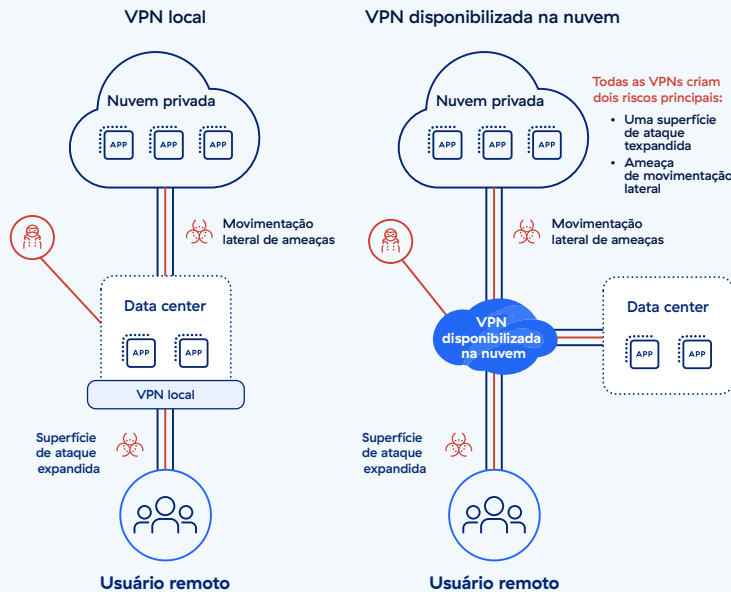 VPN local
Nuvem privada
APP APP APP
Movimentação
lateral de ameaças
Data center
APP APP
VPN local
Superfície
de ataque
expandida
Usuário remoto
VPN disponibilizada na nuvem
Nuvem privada
APP APP APP
Todas as VPNs criam
dois riscos principais:
• Uma superfície
de ataque
texpandida
• Ameaça
de movimentação
lateral
Movimentação
lateral de ameaças
VPN
disponibilizada
na nuvem
Data center
APP APP
Superfície
de ataque
expandida
Usuário remoto